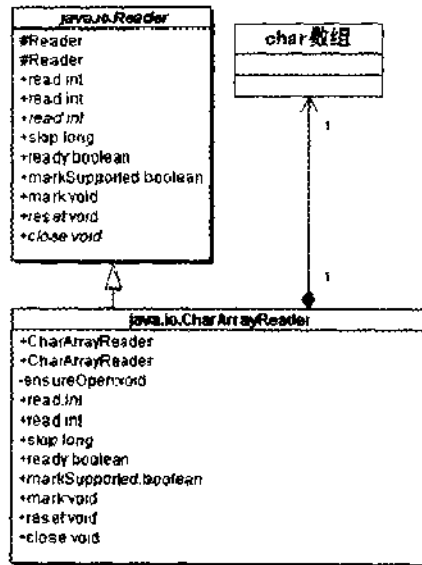 java.io.Reader
#Reader
#Reader
+read:int
+read:int
+read:int
+skip:long
+ready:boolean
+markSupported:boolean
+mark:void
+reset:void
+close:void
char数组
1
1
java.io.CharArrayReader
+CharArrayReader
+CharArrayReader
-ensureOpen:void
+read:int
+read:int
+skip:long
+ready:boolean
+markSupported:boolean
+mark:void
+reset:void
+close:void